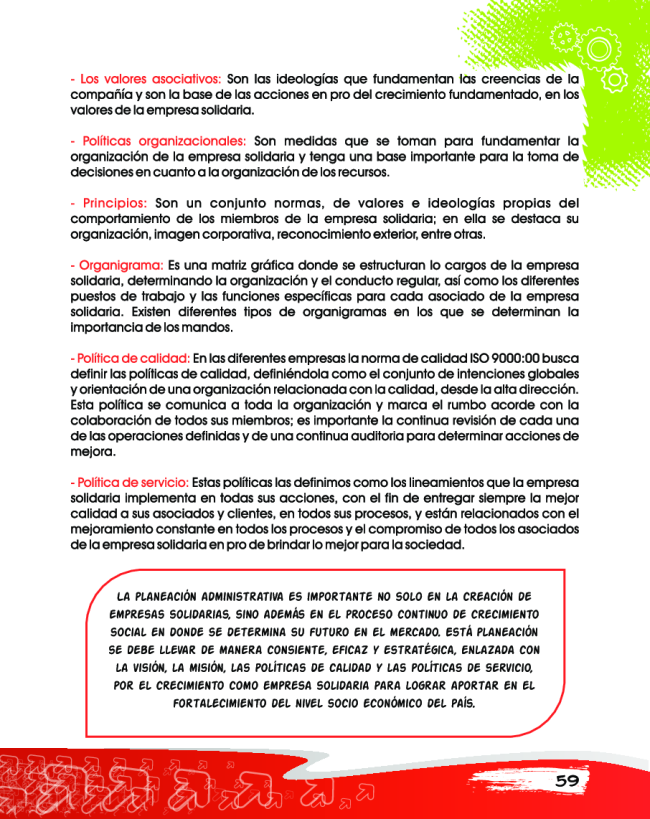 - Los valores asociativos: Son las ideologías que fundamentan las creencias de la
compañía y son la base de las acciones en pro del crecimiento fundamentado, en los
valores de la empresa solidaria.
- Políticas organizacionales: Son medidas que se toman para fundamentar la
organización de la empresa solidaria y tenga una base importante para la toma de
decisiones en cuanto a la organización de los recursos.
- Principios: Son un conjunto normas, de valores e ideologías propias del
comportamiento de los miembros de la empresa solidaria; en ella se destaca su
organización, imagen corporativa, reconocimiento exterior, entre otras.
- Organigrama: Es una matriz gráfica donde se estructuran lo cargos de la empresa
solidaria, determinando la organización y el conducto regular, así como los diferentes
puestos de trabajo y las funciones específicas para cada asociado de la empresa
solidaria. Existen diferentes tipos de organigramas en los que se determinan la
importancia de los mandos.
- Política de calidad: En las diferentes empresas la norma de calidad ISO 9000:00 busca
definir las políticas de calidad, definiéndola como el conjunto de intenciones globales
y orientación de una organización relacionada con la calidad, desde la alta dirección.
Esta política se comunica a toda la organización y marca el rumbo acorde con la
colaboración de todos sus miembros; es importante la continua revisión de cada una
de las operaciones definidas y de una continua auditoria para determinar acciones de
mejora.
- Política de servicio: Estas políticas las definimos como los lineamientos que la empresa
solidaria implementa en todas sus acciones, con el fin de entregar siempre la mejor
calidad a sus asociados y clientes, en todos sus procesos, y están relacionados con el
mejoramiento constante en todos los procesos y el compromiso de todos los asociados
de la empresa solidaria en pro de brindar lo mejor para la sociedad.
LA PLANEACIÓN ADMINISTRATIVA ES IMPORTANTE NO SOLO EN LA CREACIÓN DE
EMPRESAS SOLIDARIAS, SINO ADEMÁS EN EL PROCESO CONTINUO DE CRECIMIENTO
SOCIAL EN DONDE SE DETERMINA SU FUTURO EN EL MERCADO. ESTÁ PLANEACIÓN
SE DEBE LLEVAR DE MANERA CONSIENTE, EFICAZ Y ESTRATÉGICA, ENLAZADA CON
LA VISIÓN, LA MISIÓN, LAS POLÍTICAS DE CALIDAD Y LAS POLÍTICAS DE SERVICIO,
POR EL CRECIMIENTO COMO EMPRESA SOLIDARIA PARA LOGRAR APORTAR EN EL
FORTALECIMIENTO DEL NIVEL SOCIO ECONÓMICO DEL PAÍS.
59